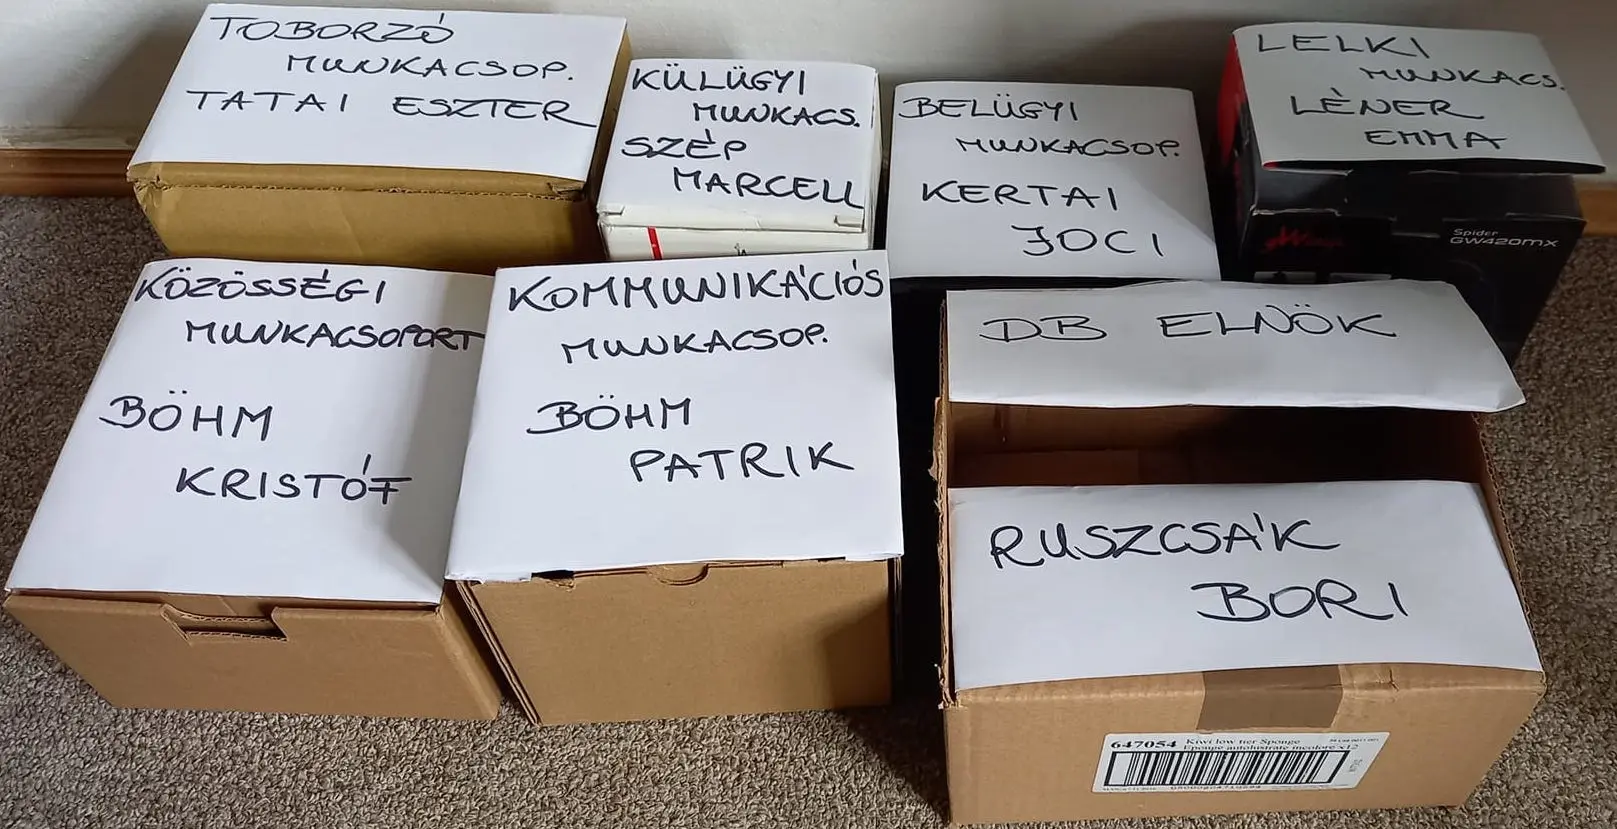 TOBORZÓ
MUNKACSOP.
TATAI ESZTER
KÜLÜGYI
MUNKACS.
SZÉP
MARCELL
BELÜGYI
MUNKACSOP.
KERTAI
JOCI
LELKI
MUNKACS.
LÉNER
EMMA
Spider
GW420mx
KÖZÖSSÉGI
MUNKACSOPORT
BÖHM
KRISTÓF
KOMMUNIKÁCIÓS
MUNKACSOP.
BÖHM
PATRIK
DB ELNÖK
RUSZCSÁK
BORI
647054 Kiwi low tier Sponge
Eponge autolustrate incolore x12